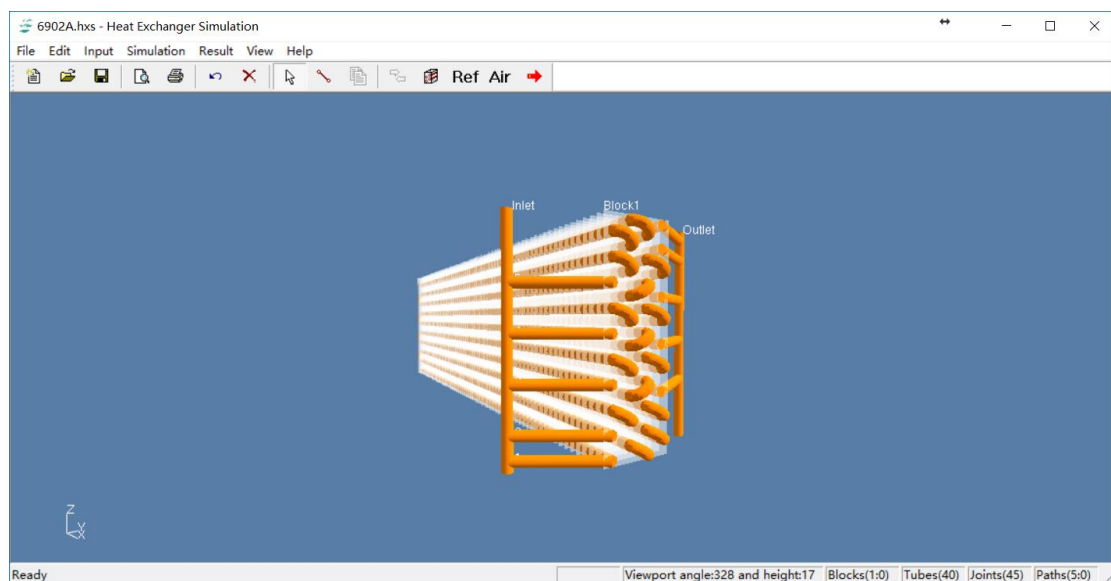 6902A.hxs - Heat Exchanger Simulation
File Edit Input Simulation Result View Help
Ref Air
Inlet
Block1
Outlet
Z
Y
X
Ready
Viewport angle:328 and height:17 Blocks(1:0) Tubes(40) Joints(45) Paths(5:0)